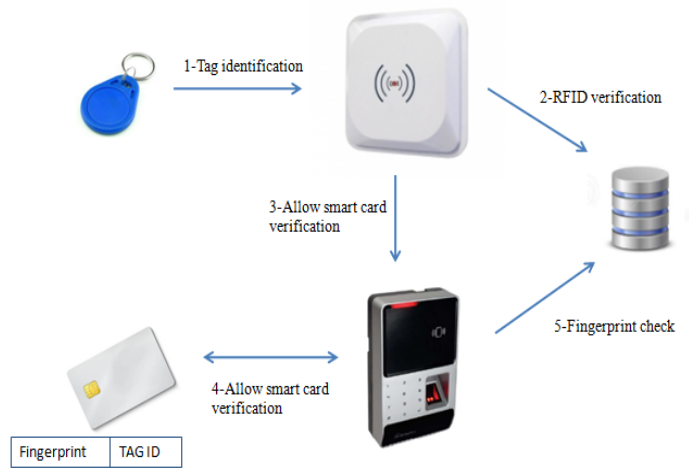 1-Tag identification
2-RFID verification
3-Allow smart card
verification
5-Fingerprint check
4-Allow smart card
verification
Fingerprint TAG ID